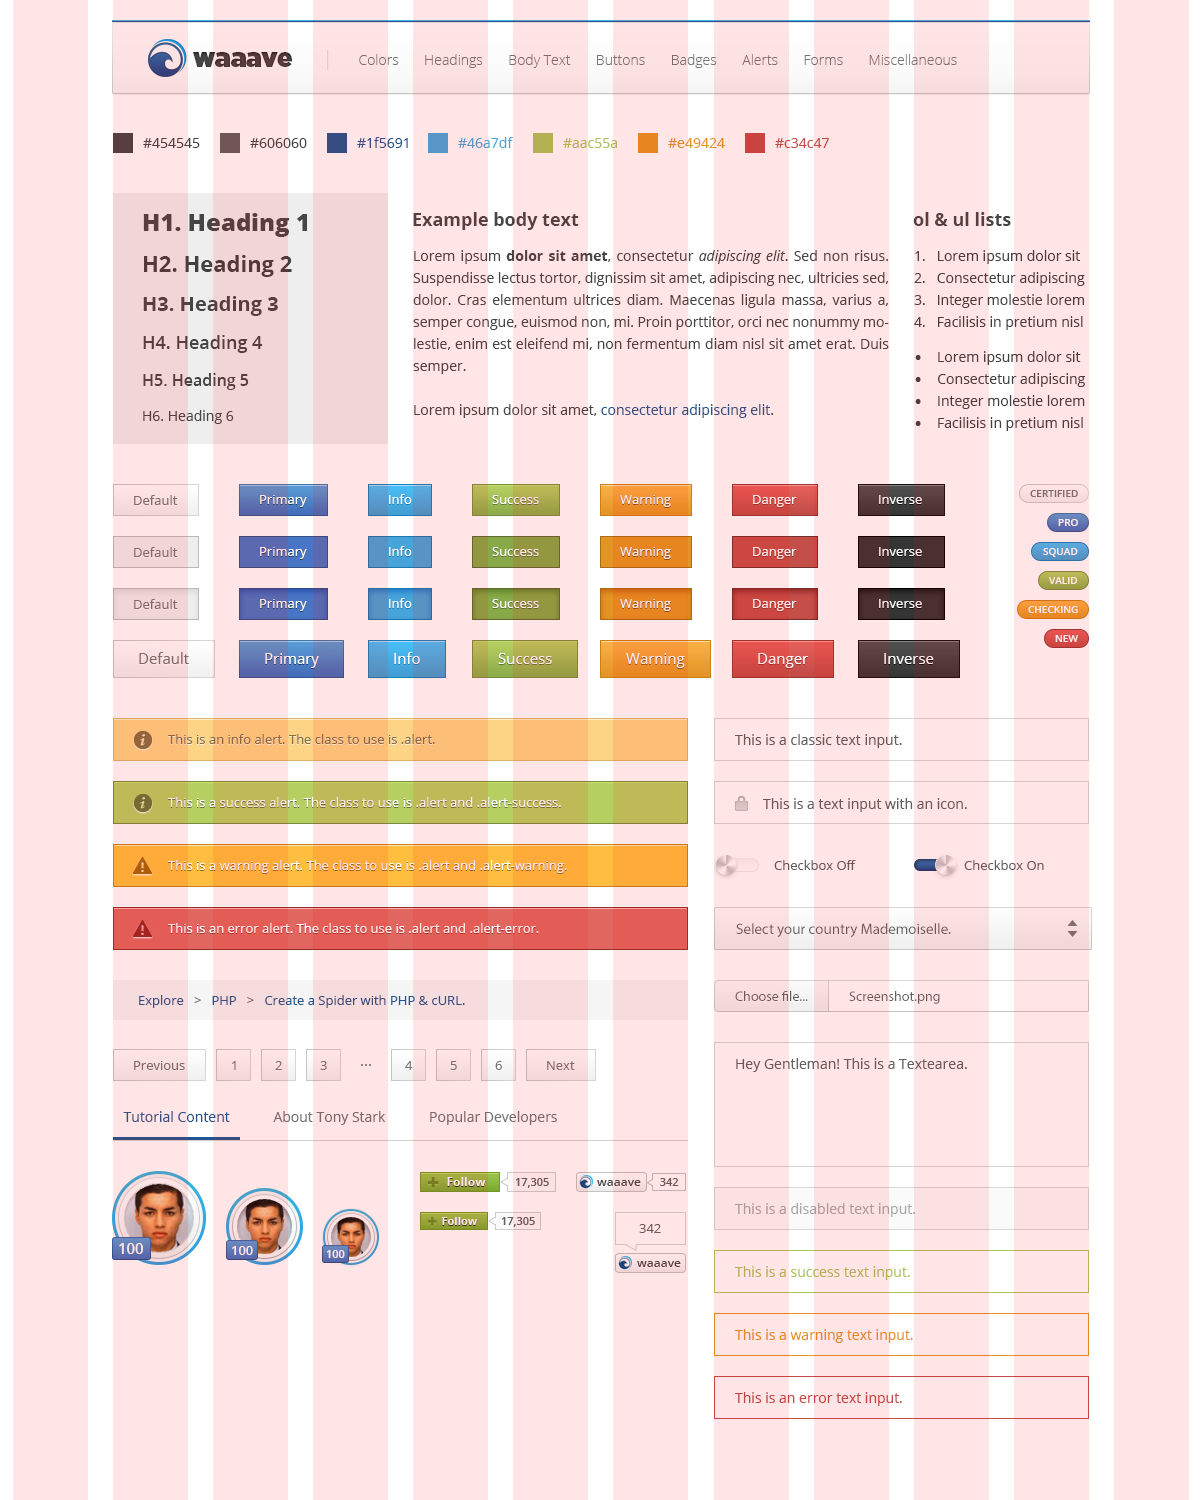 waaave
Colors Headings Body Text Buttons Badges Alerts Forms Miscellaneous
#454545 #606060 #1f5691 #46a7df #aac55a #e49424 #c34c47
H1. Heading 1
H2. Heading 2
H3. Heading 3
H4. Heading 4
H5. Heading 5
H6. Heading 6
Example body text
Lorem ipsum dolor sit amet, consectetur adipiscing elit. Sed non risus.
Suspendisse lectus tortor, dignissim sit amet, adipiscing nec, ultricies sed,
dolor. Cras elementum ultrices diam. Maecenas ligula massa, varius a,
semper congue, euismod non, mi. Proin porttitor, orci nec nonummy mo-
lestie, enim est eleifend mi, non fermentum diam nisl sit amet erat. Duis
semper.
Lorem ipsum dolor sit amet, consectetur adipiscing elit.
ol & ul lists
1. Lorem ipsum dolor sit
2. Consectetur adipiscing
3. Integer molestie lorem
4. Facilisis in pretium nisl
• Lorem ipsum dolor sit
• Consectetur adipiscing
• Integer molestie lorem
• Facilisis in pretium nisl
Default Primary Info Success Warning Danger Inverse
Default Primary Info Success Warning Danger Inverse
Default Primary Info Success Warning Danger Inverse
Default Primary Info Success Warning Danger Inverse
CERTIFIED
PRO
SQUAD
VALID
CHECKING
NEW
This is an info alert. The class to use is .alert.
This is a success alert. The class to use is .alert and .alert-success.
This is a warning alert. The class to use is .alert and .alert-warning.
This is an error alert. The class to use is .alert and .alert-error.
Explore > PHP > Create a Spider with PHP & cURL.
Previous 1 2 3 ... 4 5 6 Next
Tutorial Content About Tony Stark Popular Developers
100
100
100
Follow 17,305
waaave 342
Follow 17,305
342
waaave
This is a classic text input.
This is a text input with an icon.
Checkbox Off Checkbox On
Select your country Mademoiselle.
Choose file... Screenshot.png
Hey Gentleman! This is a Textearea.
This is a disabled text input.
This is a success text input.
This is a warning text input.
This is an error text input.